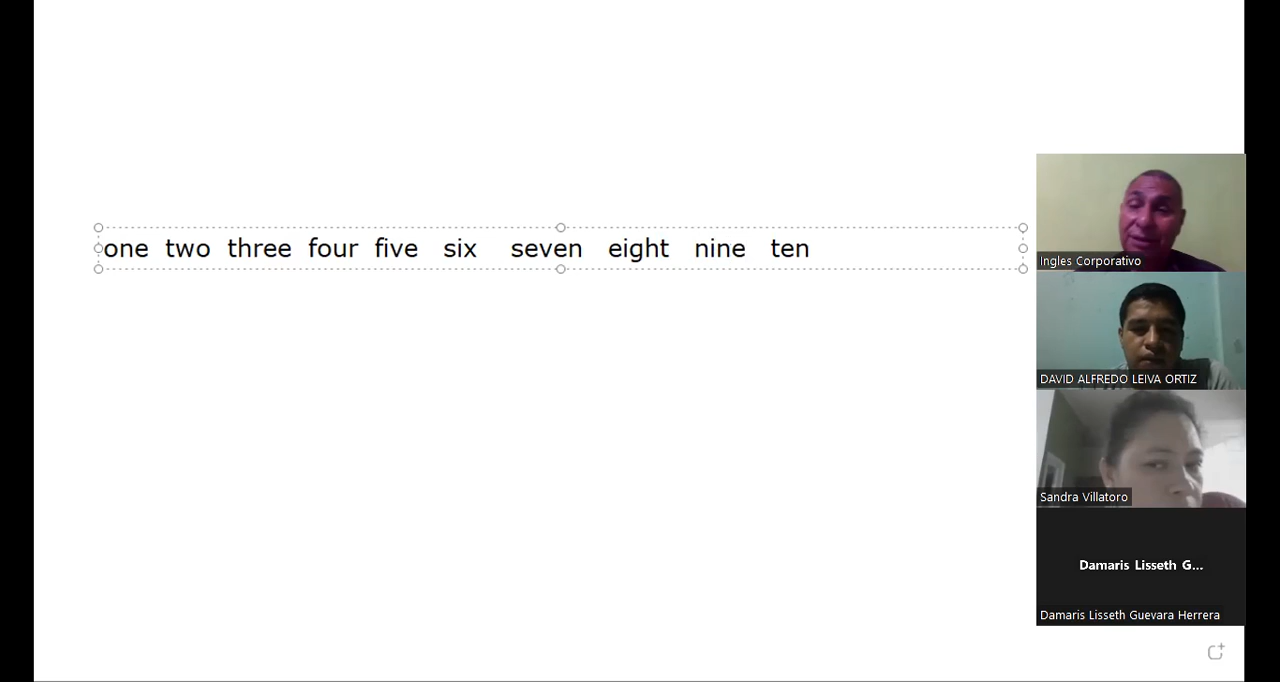 one two three four five six seven eight nine ten
Ingles Corporativo
DAVID ALFREDO LEIVA ORTIZ
Sandra Villatoro
Damaris Lisseth G...
Damaris Lisseth Guevara Herrera